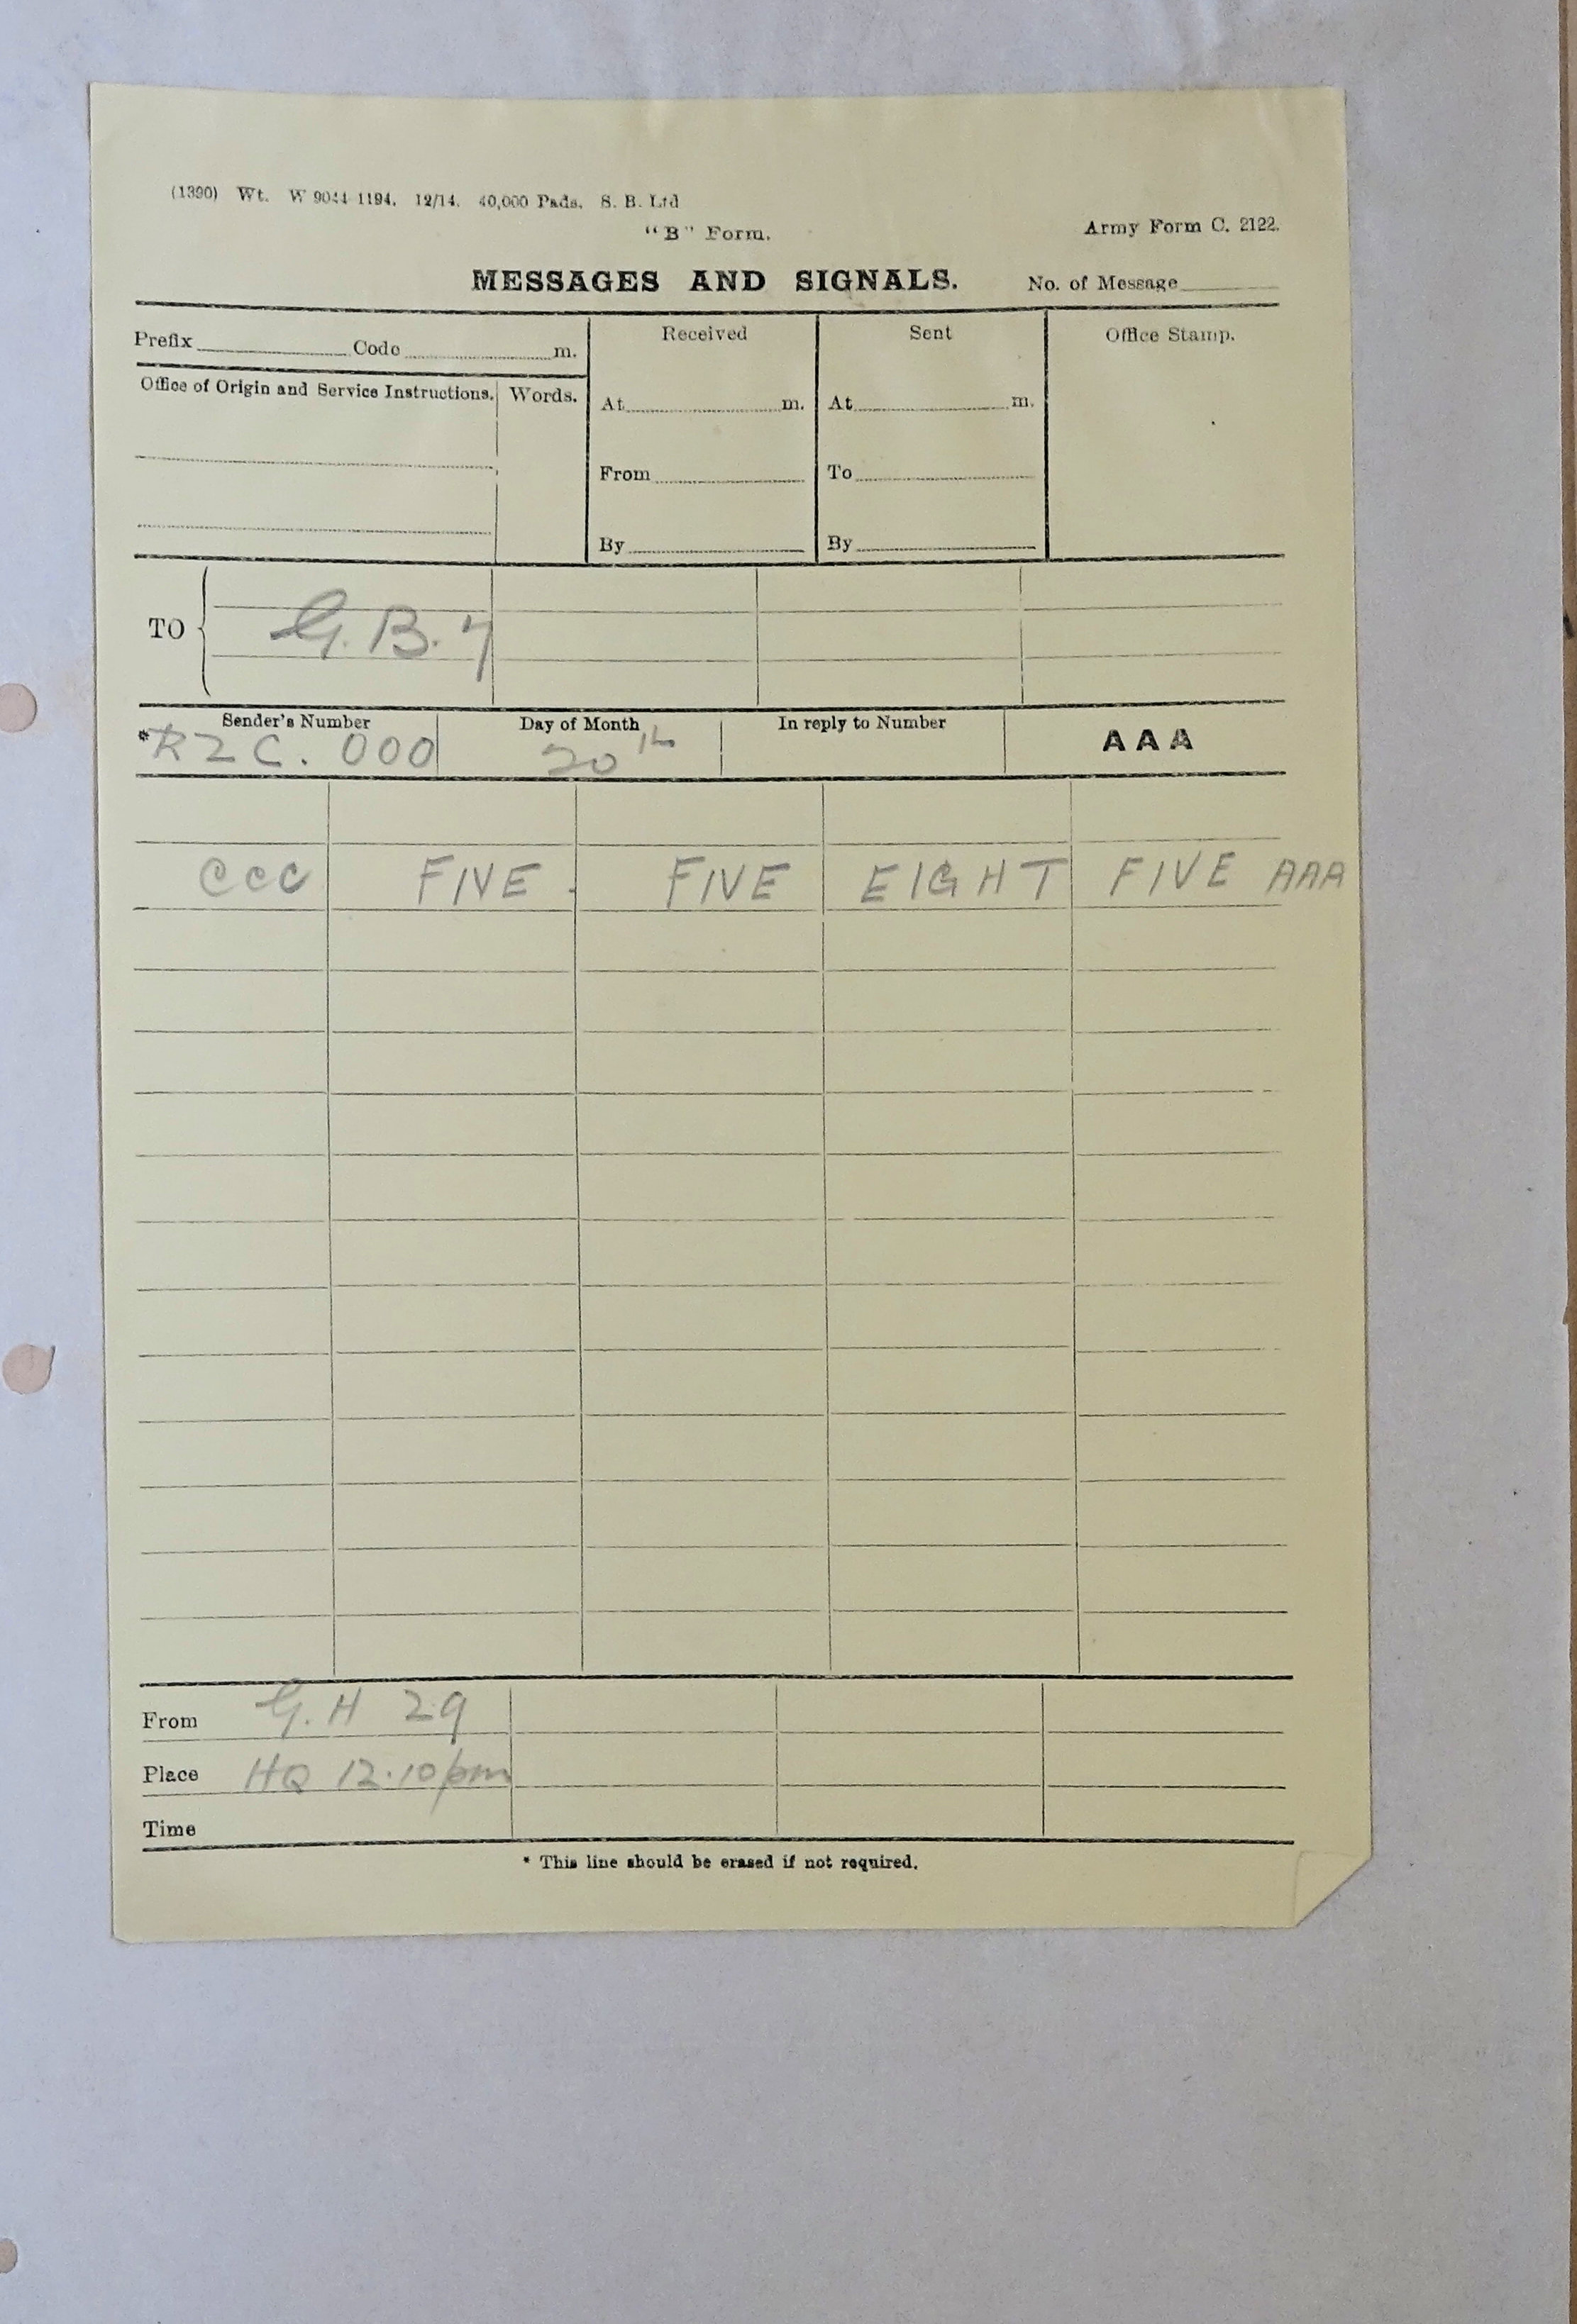 (1390) Wt. W 9044-1194. 12/14. 40,000 Pads. S. B. Ltd
"B" Form.
Army Form C. 2122.
MESSAGES AND SIGNALS.
No. of Message
Prefix Code m.
Received
Sent
Office Stamp.
Office of Origin and Service Instructions.
Words.
At m.
At m.
From
To
By
By
TO
G.B.7
Sender's Number
Day of Month
In reply to Number
AAA
* RZC. 000
20th
CCC FIVE. FIVE EIGHT FIVE AAA
From G.H 29
Place HQ 12.10 pm
Time
* This line should be erased if not required.